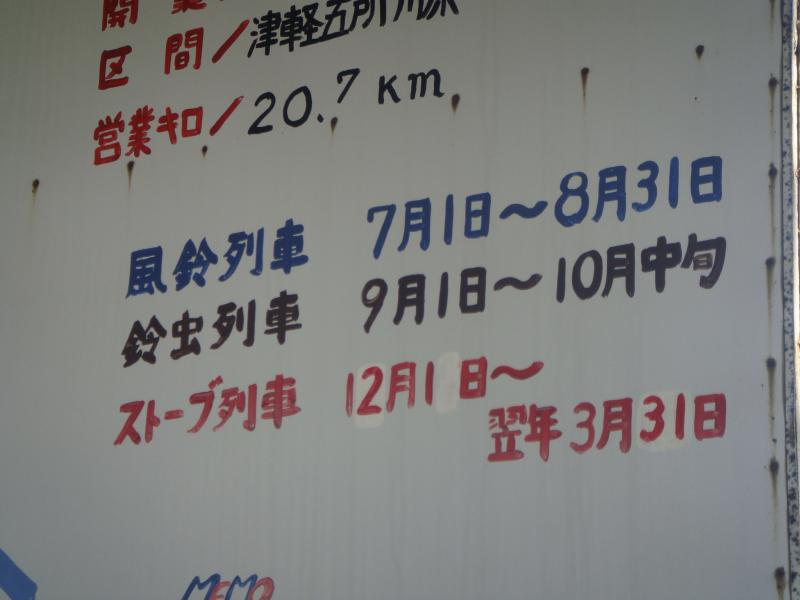 開業/
区間/津軽五所川原
営業キロ/20.7km
風鈴列車 7月1日～8月31日
鈴虫列車 9月1日～10月中旬
ストーブ列車 12月1日～
翌年3月31日
MEMO